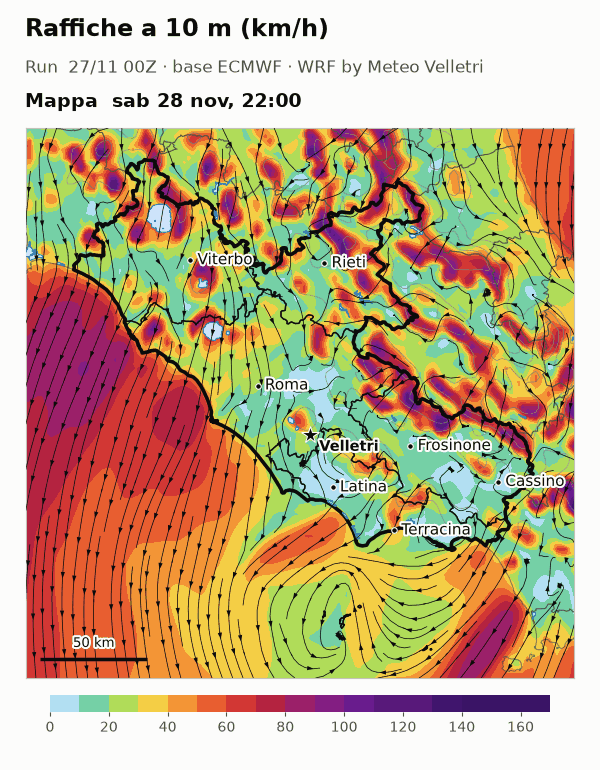 Raffiche a 10 m (km/h)
Run  27/11 00Z · base ECMWF · WRF by Meteo Velletri
Mappa  sab 28 nov, 22:00
Viterbo
Rieti
Roma
Velletri
Frosinone
Latina
Cassino
Terracina
50 km
0 20 40 60 80 100 120 140 160